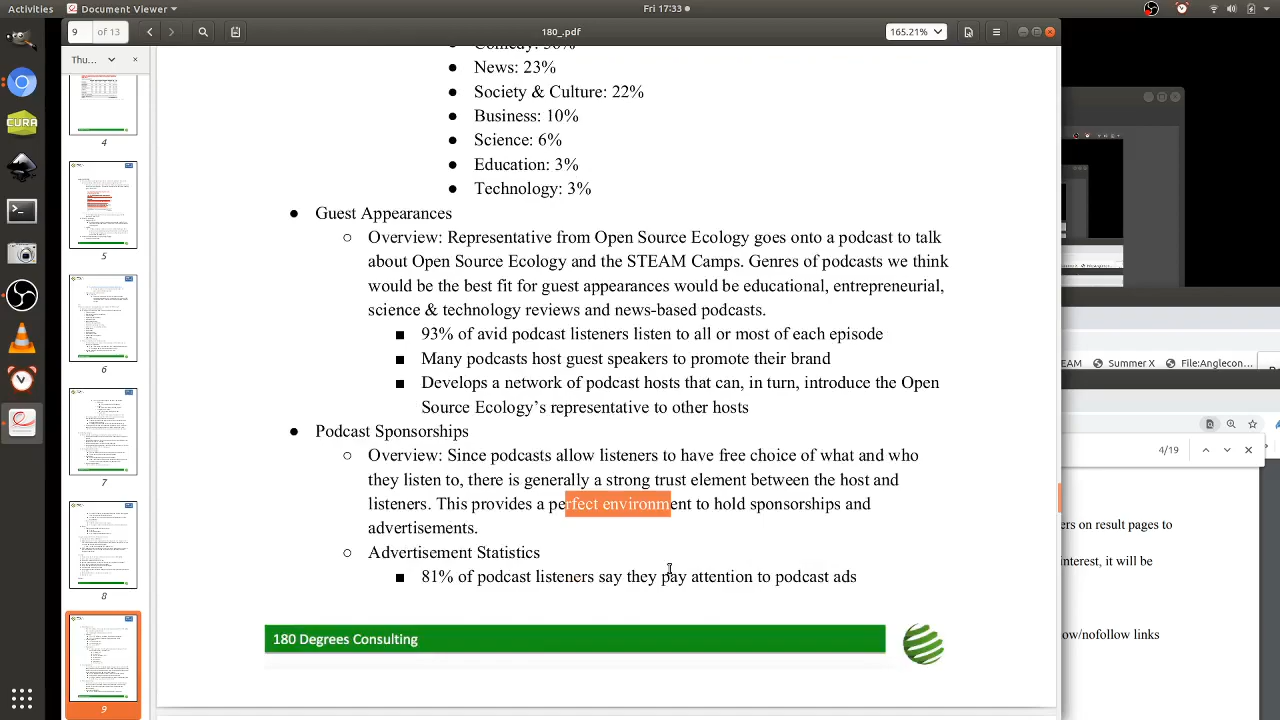 Activities Document Viewer Fri 17:33
9 of 13 180_.pdf 165.21%
Thu...
Comedy: 30%
● News: 23%
● Society & Culture: 22%
● Business: 10%
● Science: 6%
● Education: 3%
● Technology: 3%
● Guest Appearances
○ Overview: Representative from Open Source Ecology goes onto a podcast to talk
about Open Source Ecology and the STEAM Camps. Genres of podcasts we think
would be the best fit for guest appearances would be educational, entrepreneurial,
science &technology reviews and news-based podcasts.
■ 93% of avid podcast listeners listen to all or most of each episode
■ Many podcasts host guest speakers to promote their brand
■ Develops a network of podcast hosts that can, in trrn, introduce the Open
Source Ecology's representative to other hosts
● Podcast Sponsorships
○ Overview: Since podcasts allow listeners to have free choice of what and who
they listen to, there is generally a strong trust element between the host and
listeners. This provides a perfect environment to hold sponsorships and
advertisements.
○ Advertisement Statistics
■ 81% of podcast listeners say they pay attention to podcast ads
180 Degrees Consulting
4
5
6
7
8
9
CURA
EAM Summer X File:Anglecon...
4/19
ers on result pages to
interest, it will be
ow/nofollow links